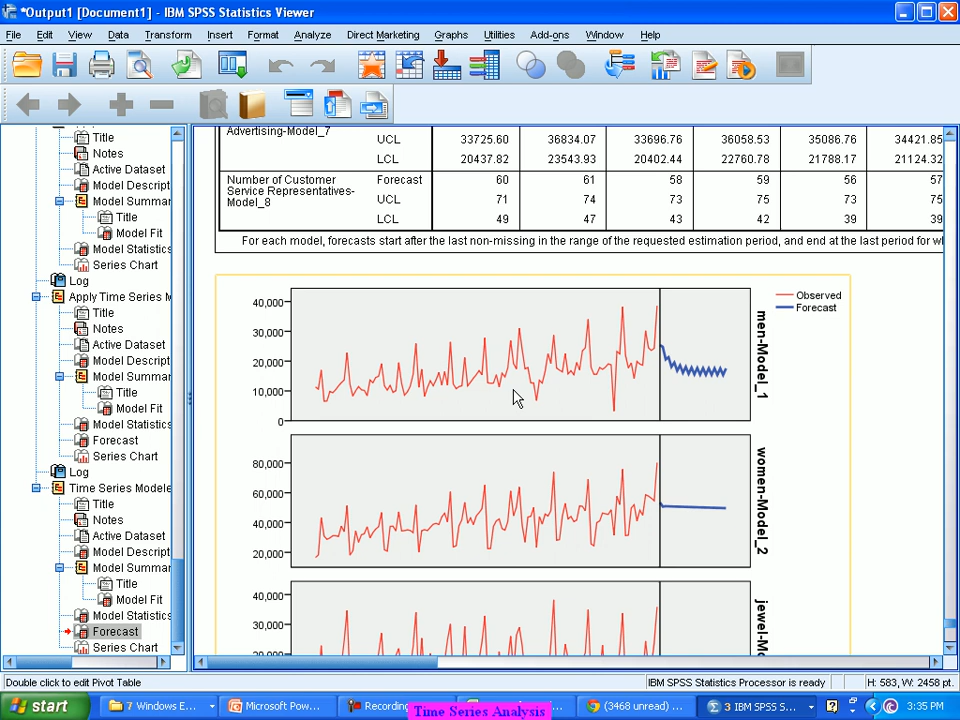 *Output1 [Document1] - IBM SPSS Statistics Viewer
File Edit View Data Transform Insert Format Analyze Direct Marketing Graphs Utilities Add-ons Window Help
Title
Notes
Active Dataset
Model Descript
Model Summar
Title
Model Fit
Model Statistics
Series Chart
Log
Apply Time Series M
Title
Notes
Active Dataset
Model Descript
Model Summar
Title
Model Fit
Model Statistics
Forecast
Series Chart
Log
Time Series Modele
Title
Notes
Active Dataset
Model Descript
Model Summar
Title
Model Fit
Model Statistics
Forecast
Series Chart
Advertising-Model_7
UCL 33725.60 36834.07 33696.76 36058.53 35086.76 34421.85
LCL 20437.82 23543.93 20402.44 22760.78 21788.17 21124.32
Number of Customer Service Representatives-Model_8 Forecast 60 61 58 59 56 57
UCL 71 74 73 75 73 75
LCL 49 47 43 42 39 39
For each model, forecasts start after the last non-missing in the range of the requested estimation period, and end at the last period for wh
Observed
Forecast
40,000
30,000
20,000
10,000
0
men-Model_1
80,000
60,000
40,000
20,000
women-Model_2
40,000
30,000
20,000
jewel-M
Double click to edit Pivot Table
IBM SPSS Statistics Processor is ready
H: 583, W: 2458 pt.
start
7 Windows E...
Microsoft Pow...
Recording
(3468 unread) ...
3 IBM SPSS S...
3:35 PM
Time Series Analysis